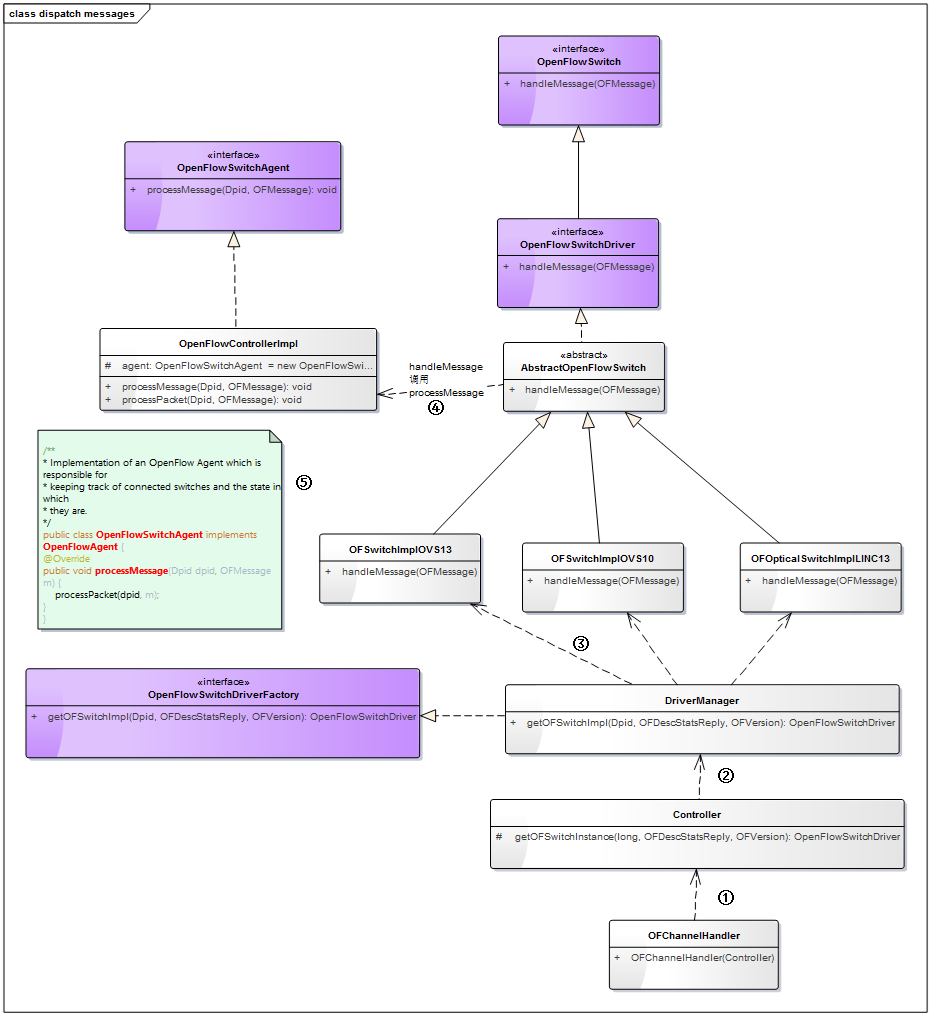 class dispatch messages
«interface»
OpenFlowSwitch
+ handleMessage(OFMessage)
«interface»
OpenFlowSwitchAgent
+ processMessage(Dpid, OFMessage): void
«interface»
OpenFlowSwitchDriver
+ handleMessage(OFMessage)
OpenFlowControllerImpl
# agent: OpenFlowSwitchAgent = new OpenFlowSwi...
+ processMessage(Dpid, OFMessage): void
+ processPacket(Dpid, OFMessage): void
handleMessage
调用
processMessage
④
«abstract»
AbstractOpenFlowSwitch
+ handleMessage(OFMessage)
/**
* Implementation of an OpenFlow Agent which is
responsible for
* keeping track of connected switches and the state in
which
* they are.
*/
public class OpenFlowSwitchAgent implements
OpenFlowAgent {
@Override
public void processMessage(Dpid dpid, OFMessage
m) {
processPacket(dpid, m);
}
}
⑤
OFSwitchImplOVS13
+ handleMessage(OFMessage)
OFSwitchImplOVS10
+ handleMessage(OFMessage)
OFOpticalSwitchImplLINC13
+ handleMessage(OFMessage)
③
«interface»
OpenFlowSwitchDriverFactory
+ getOFSwitchImpl(Dpid, OFDescStatsReply, OFVersion): OpenFlowSwitchDriver
DriverManager
+ getOFSwitchImpl(Dpid, OFDescStatsReply, OFVersion): OpenFlowSwitchDriver
②
Controller
# getOFSwitchInstance(long, OFDescStatsReply, OFVersion): OpenFlowSwitchDriver
①
OFChannelHandler
+ OFChannelHandler(Controller)